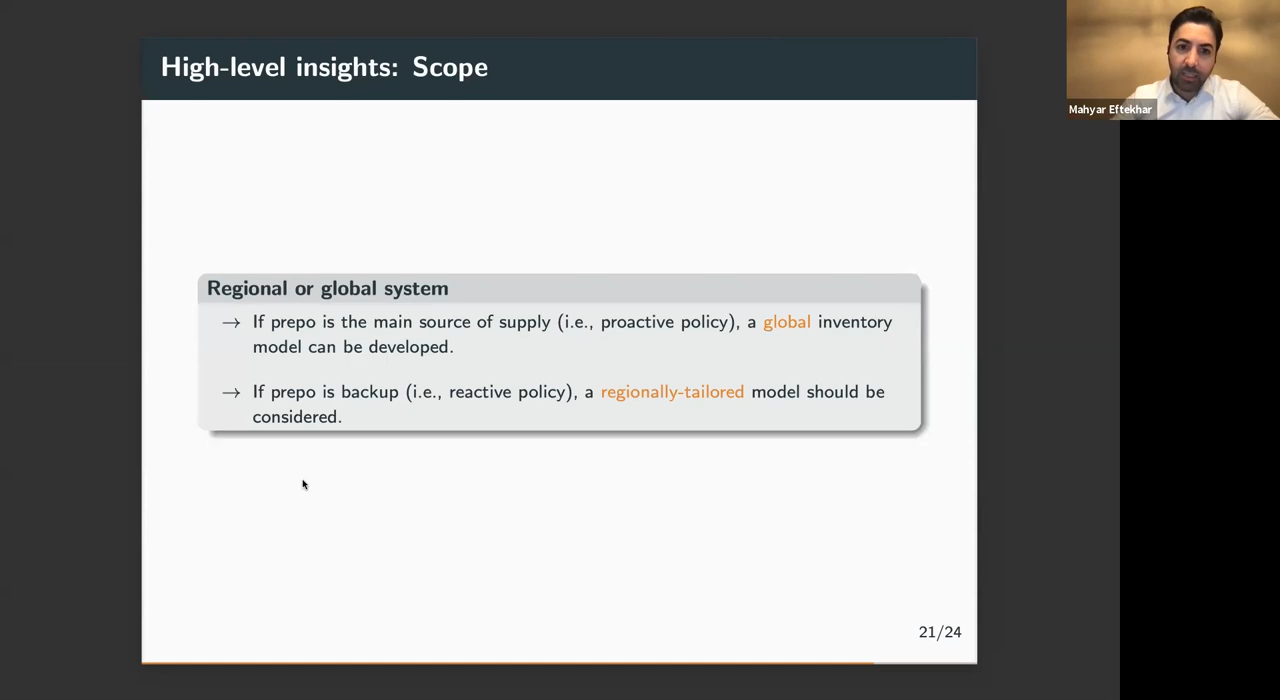 High-level insights: Scope
Mahyar Eftekhar
Regional or global system
→ If prepo is the main source of supply (i.e., proactive policy), a global inventory
model can be developed.
→ If prepo is backup (i.e., reactive policy), a regionally-tailored model should be
considered.
21/24